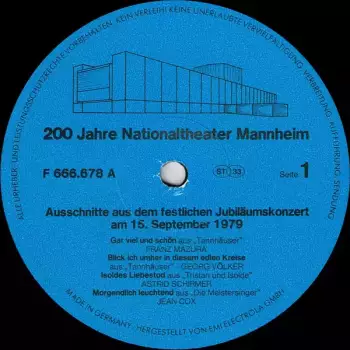 ALLE URHEBER- UND LEISTUNGSSCHUTZRECHTE VORBEHALTEN. KEIN VERLEIH! KEINE UNERLAUBTE VERVIELFÄLTIGUNG, VERMIETUNG, AUFFÜHRUNG, SENDUNG
200 Jahre Nationaltheater Mannheim
F 666.678 A
ST 33
Seite 1
Ausschnitte aus dem festlichen Jubiläumskonzert
am 15. September 1979
Gar viel und schön aus „Tannhäuser“
FRANZ MAZURA
Blick ich umher in diesem edlen Kreise
aus „Tannhäuser“ - GEORG VÖLKER
Isoldes Liebestod aus „Tristan und Isolde“
ASTRID SCHIRMER
Morgendlich leuchtend aus „Die Meistersinger“
JEAN COX
MADE IN GERMANY · HERGESTELLT VON EMI ELECTROLA GMBH